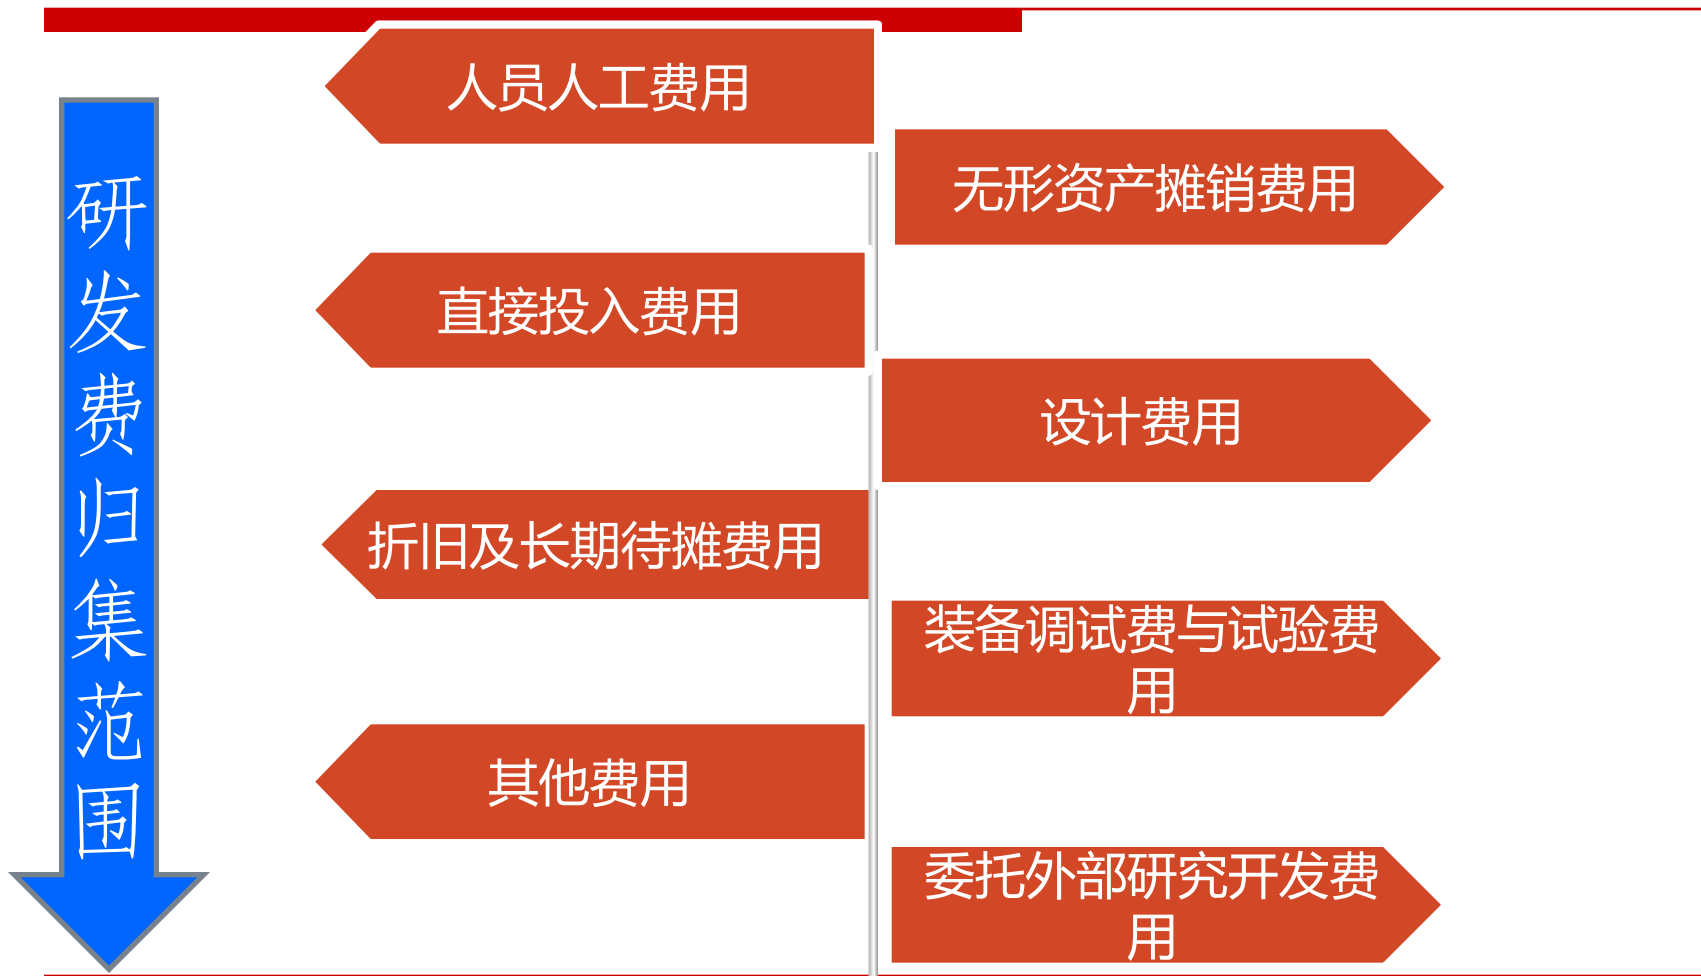 研发费归集范围
人员人工费用
无形资产摊销费用
直接投入费用
设计费用
折旧及长期待摊费用
装备调试费与试验费
用
其他费用
委托外部研究开发费
用